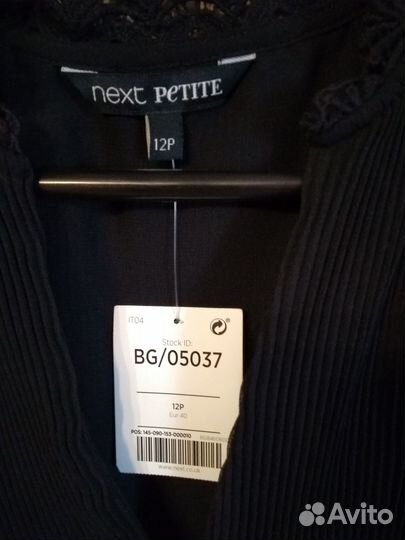 next PETITE
12P
IT04
Stock ID:
BG/05037
12P
Eur 40
POS: 145-090-153-000010
www.next.co.uk
Avito